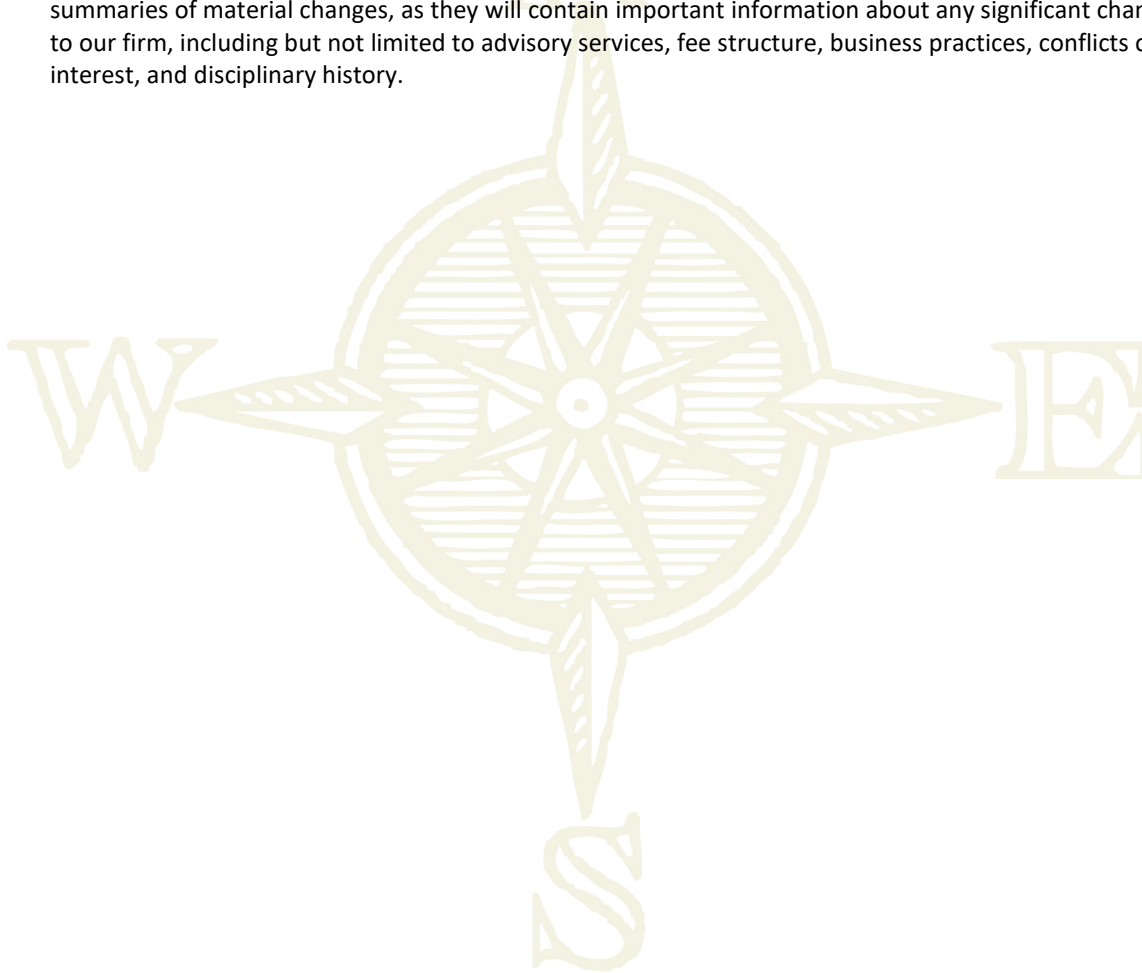 summaries of material changes, as they will contain important information about any significant
to our firm, including but not limited to advisory services, fee structure, business practices, conflicts
interest, and disciplinary history.
W
E
S